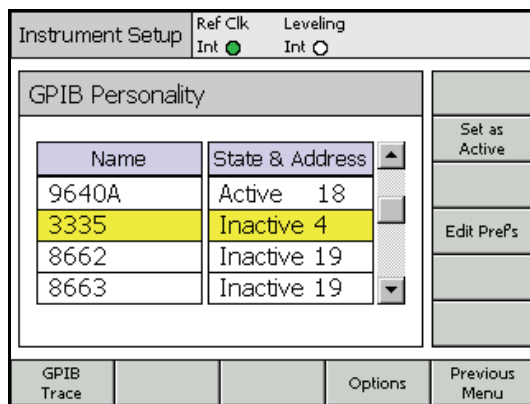 Instrument Setup
Ref Clk Leveling
Int Int
GPIB Personality
Name State & Address
9640A Active 18
3335 Inactive 4
8662 Inactive 19
8663 Inactive 19
Set as
Active
Edit Pref's
GPIB
Trace
Options
Previous
Menu